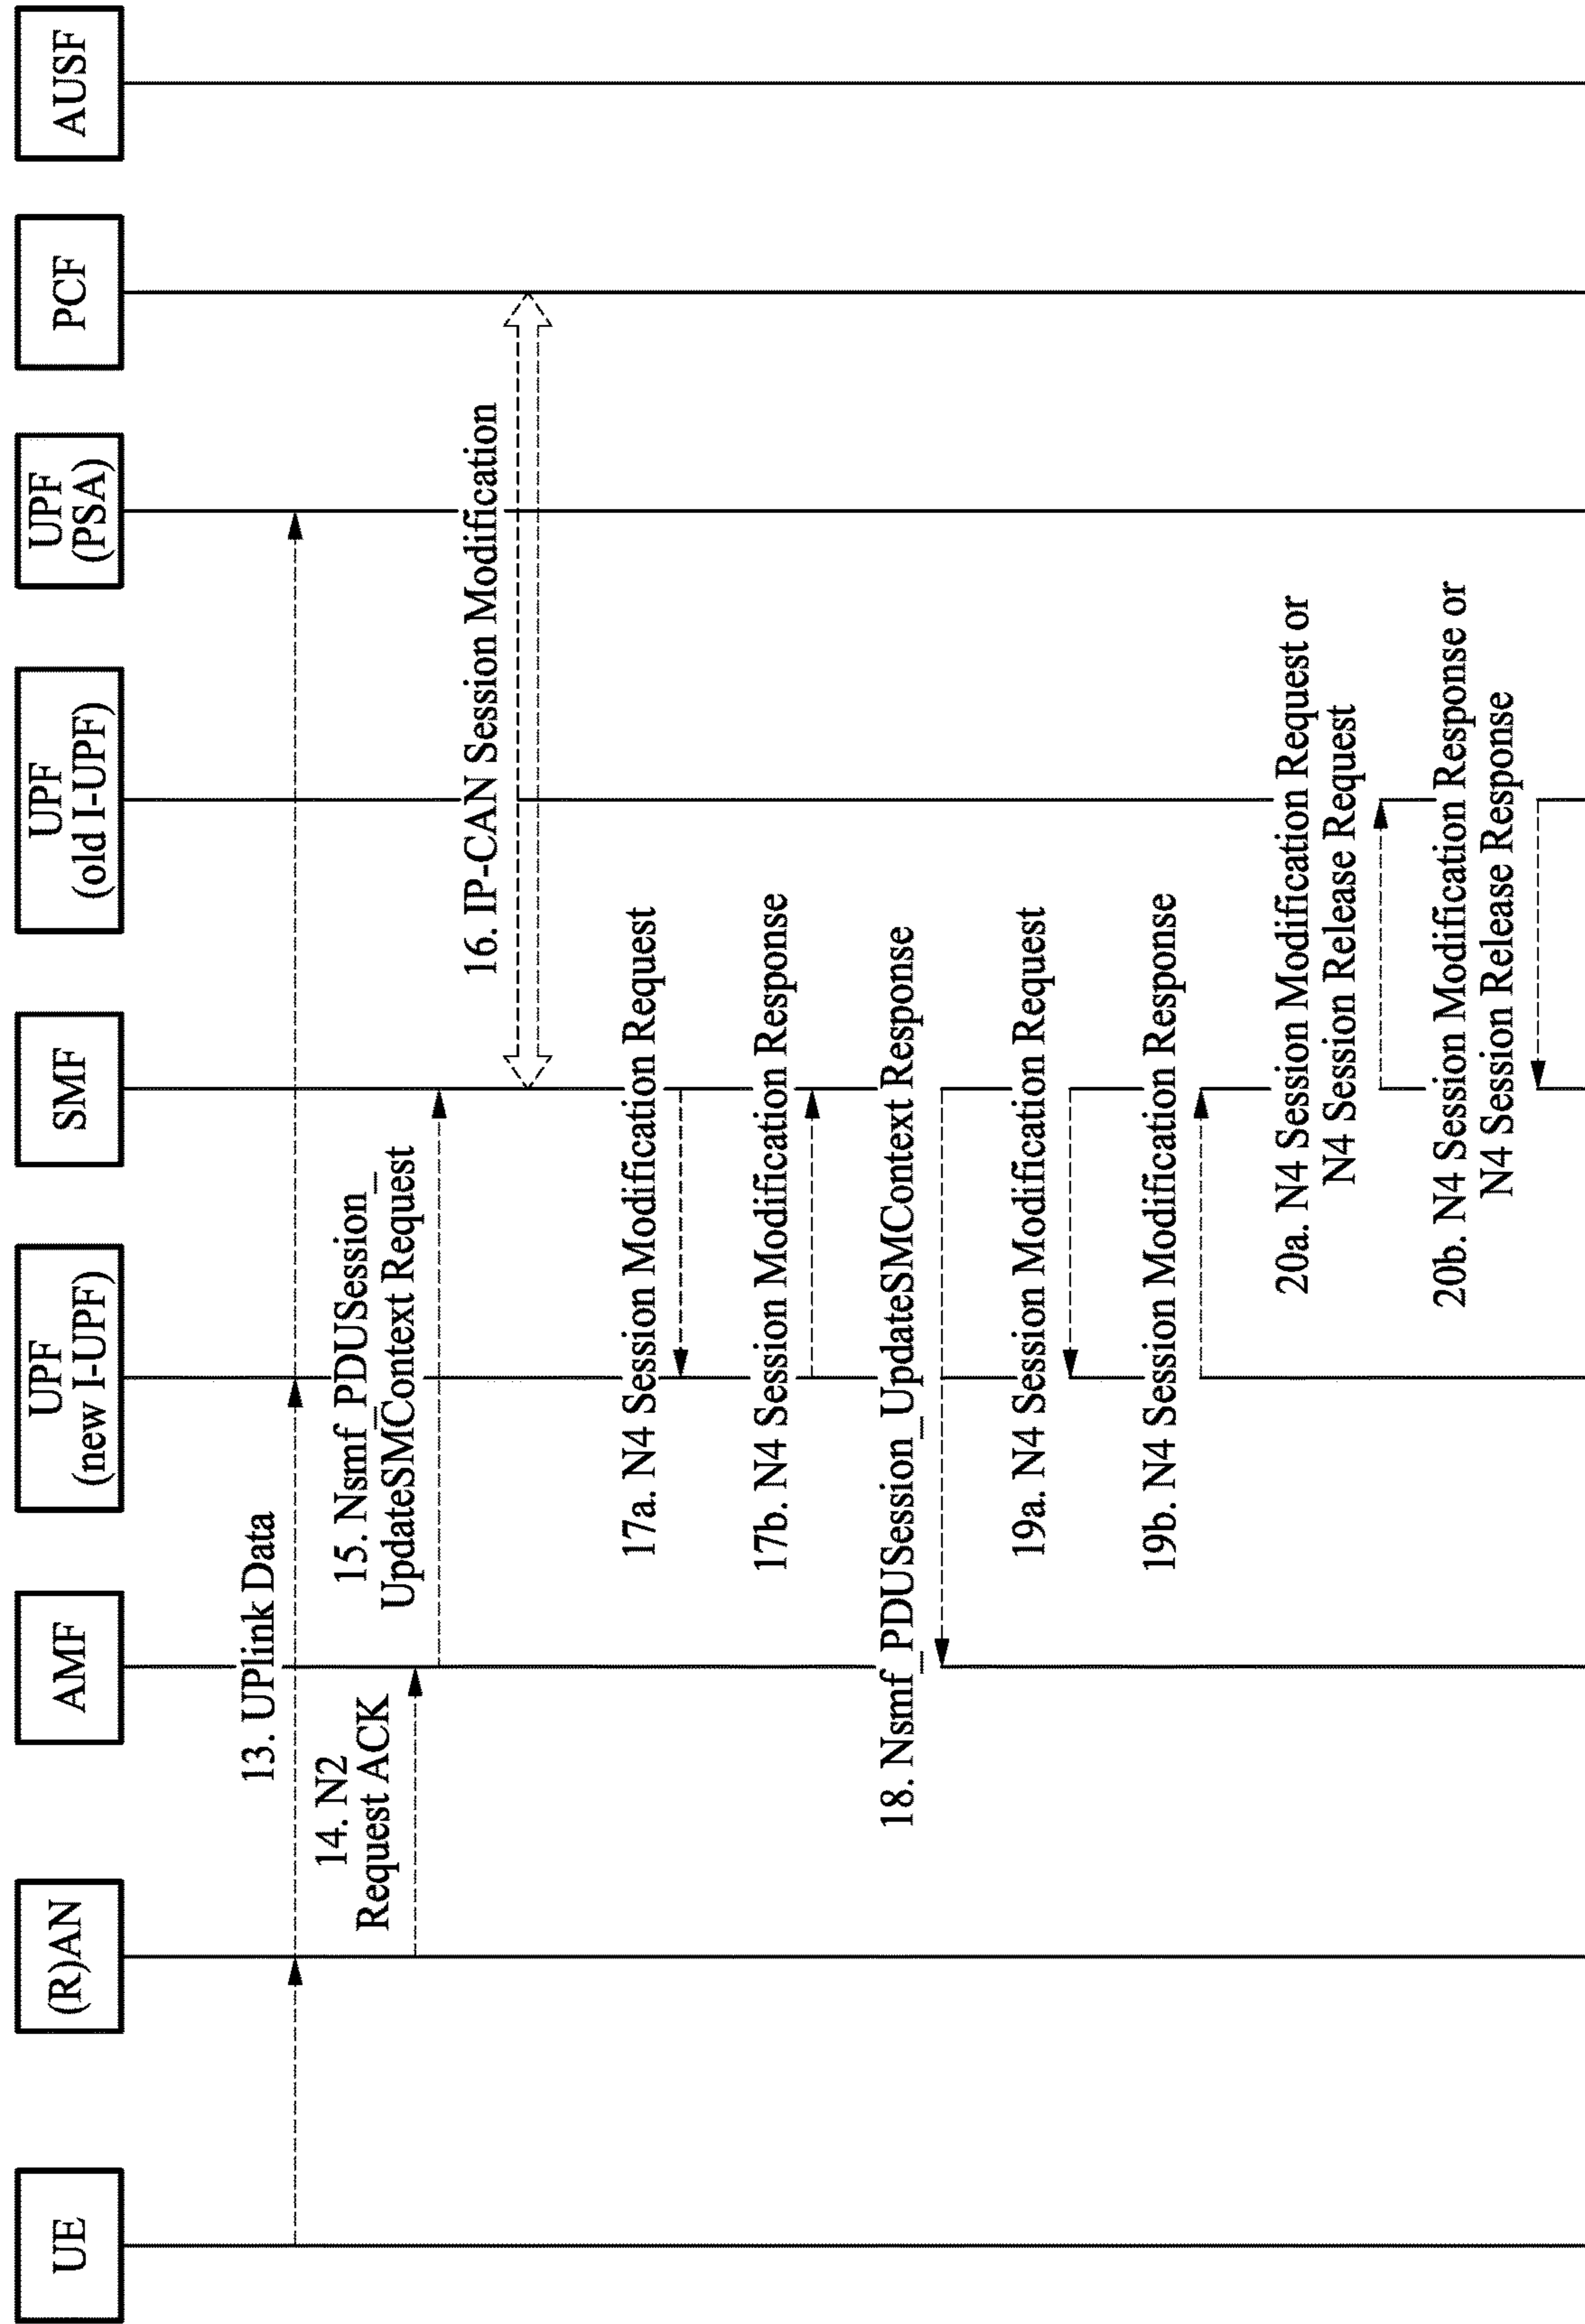 UE
(R)AN
AMF
UPF
(new I-UPF)
SMF
UPF
(old I-UPF)
UPF
(PSA)
PCF
AUSF
13. UPlink Data
14. N2
Request ACK
15. Nsmf_PDUSession_
UpdateSMContext Request
16. IP-CAN Session Modification
17a. N4 Session Modification Request
17b. N4 Session Modification Response
18. Nsmf_PDUSession_UpdateSMContext Response
19a. N4 Session Modification Request
19b. N4 Session Modification Response
20a. N4 Session Modification Request or
N4 Session Release Request
20b. N4 Session Modification Response or
N4 Session Release Response